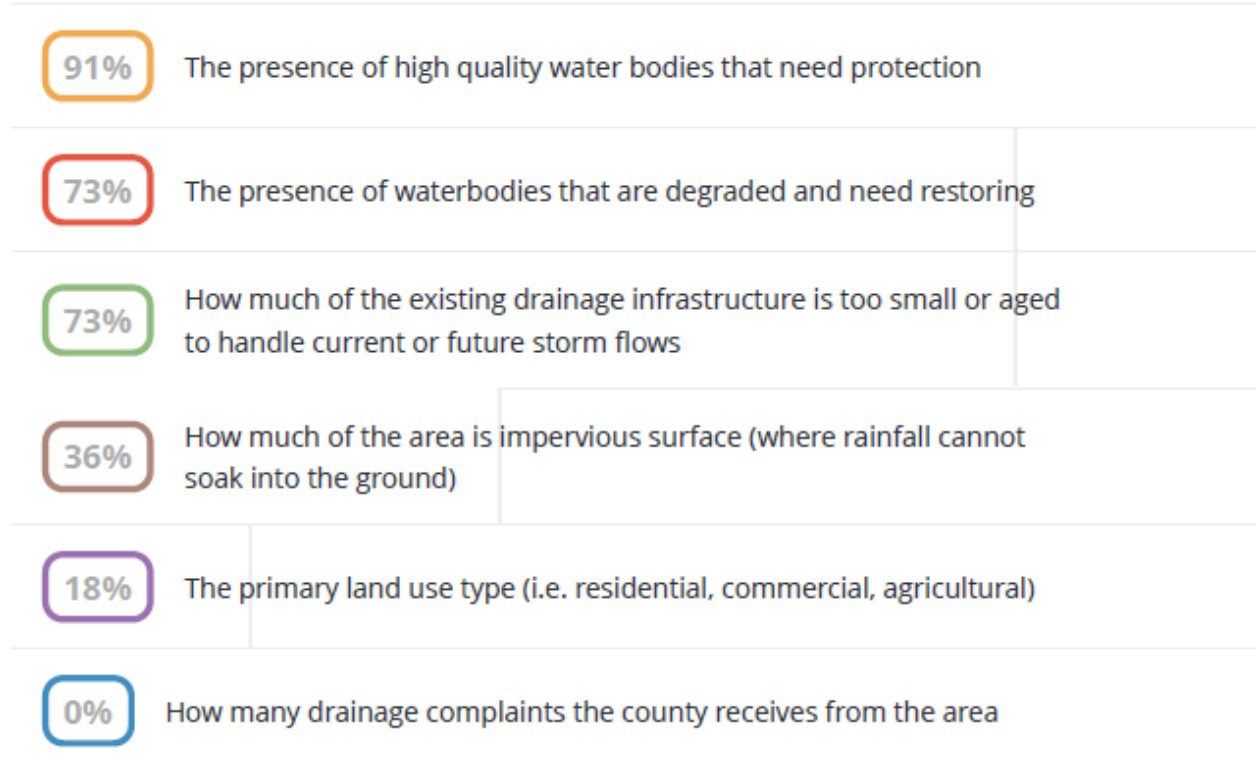 91% The presence of high quality water bodies that need protection
73% The presence of waterbodies that are degraded and need restoring
73% How much of the existing drainage infrastructure is too small or aged
to handle current or future storm flows
36% How much of the area is impervious surface (where rainfall cannot
soak into the ground)
18% The primary land use type (i.e. residential, commercial, agricultural)
0% How many drainage complaints the county receives from the area